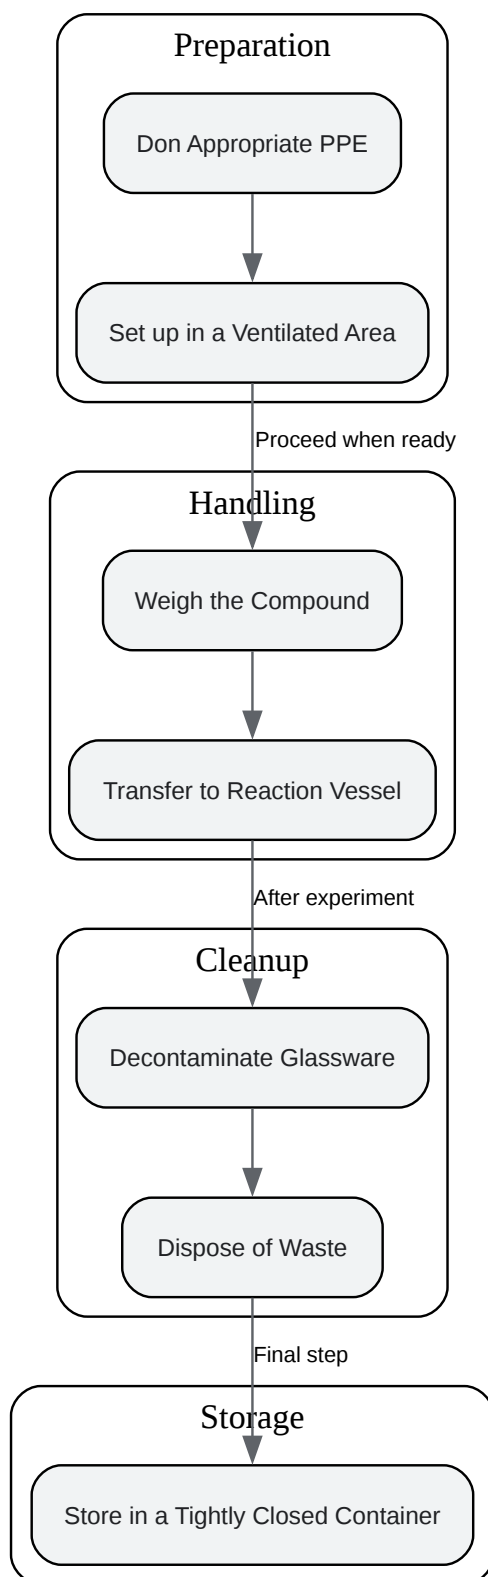 Preparation
Don Appropriate PPE
Set up in a Ventilated Area
Proceed when ready
Handling
Weigh the Compound
Transfer to Reaction Vessel
After experiment
Cleanup
Decontaminate Glassware
Dispose of Waste
Final step
Storage
Store in a Tightly Closed Container